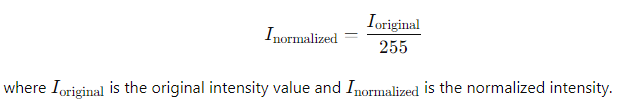 I_normalized = I_original / 255
where I_original is the original intensity value and I_normalized is the normalized intensity.